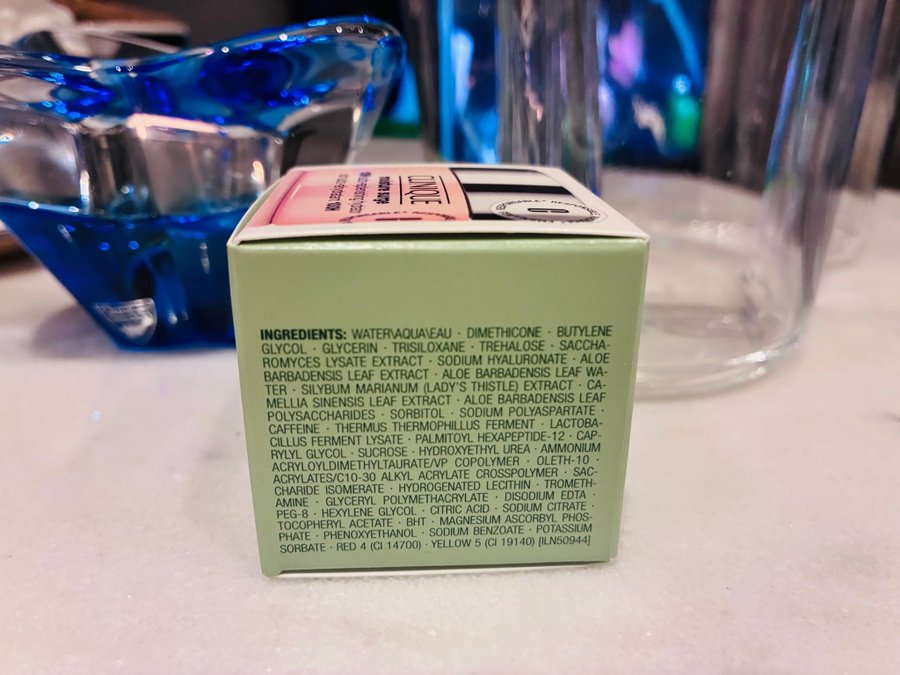 CLINIQUE
moisture surge
INGREDIENTS: WATER\AQUA\EAU · DIMETHICONE · BUTYLENE
GLYCOL · GLYCERIN · TRISILOXANE · TREHALOSE · SACCHA-
ROMYCES LYSATE EXTRACT · SODIUM HYALURONATE · ALOE
BARBADENSIS LEAF EXTRACT · ALOE BARBADENSIS LEAF WA-
TER · SILYBUM MARIANUM (LADY'S THISTLE) EXTRACT · CA-
MELLIA SINENSIS LEAF EXTRACT · ALOE BARBADENSIS LEAF
POLYSACCHARIDES · SORBITOL · SODIUM POLYASPARTATE ·
CAFFEINE · THERMUS THERMOPHILLUS FERMENT · LACTOBA-
CILLUS FERMENT LYSATE · PALMITOYL HEXAPEPTIDE-12 · CAP-
RYLYL GLYCOL · SUCROSE · HYDROXYETHYL UREA · AMMONIUM
ACRYLOYLDIMETHYLTAURATE/VP COPOLYMER · OLETH-10 ·
ACRYLATES/C10-30 ALKYL ACRYLATE CROSSPOLYMER · SAC-
CHARIDE ISOMERATE · HYDROGENATED LECITHIN · TROMETH-
AMINE · GLYCERYL POLYMETHACRYLATE · DISODIUM EDTA ·
PEG-8 · HEXYLENE GLYCOL · CITRIC ACID · SODIUM CITRATE ·
TOCOPHERYL ACETATE · BHT · MAGNESIUM ASCORBYL PHOS-
PHATE · PHENOXYETHANOL · SODIUM BENZOATE · POTASSIUM
SORBATE · RED 4 (CI 14700) · YELLOW 5 (CI 19140) [ILN50944]